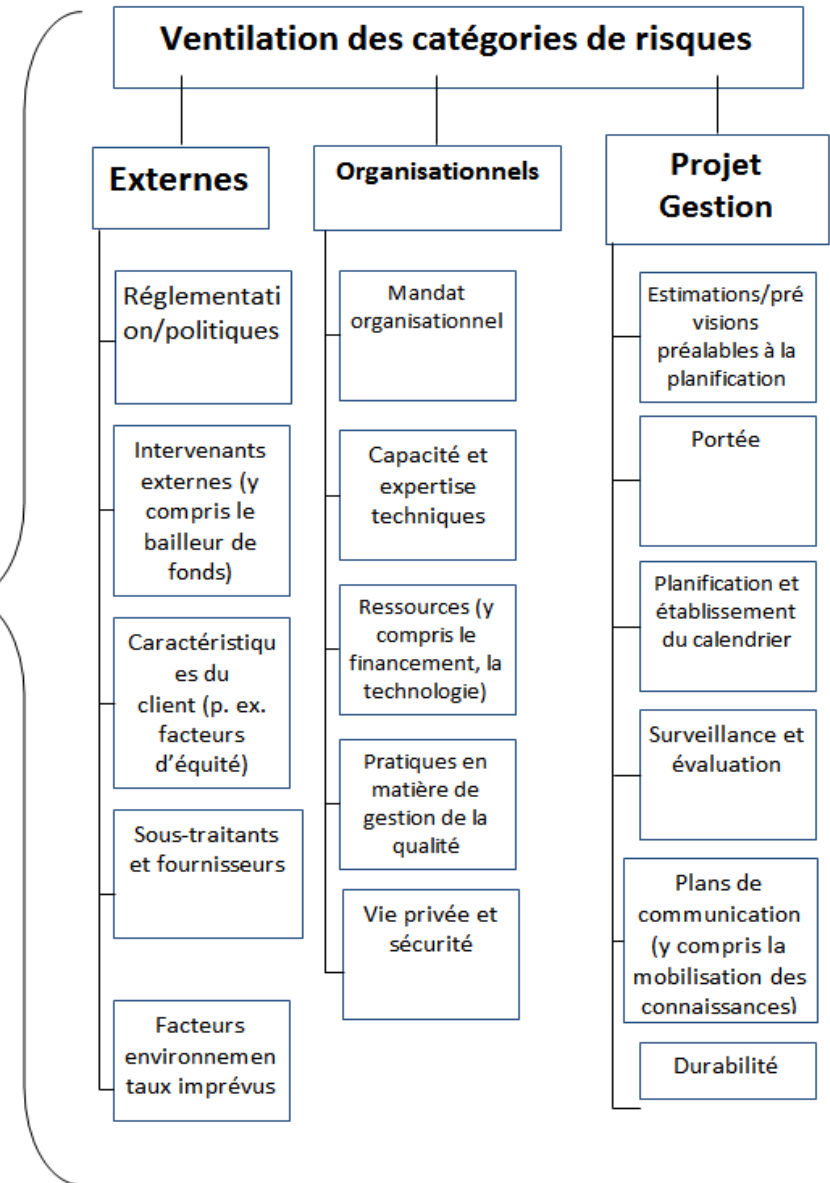 Ventilation des catégories de risques
Externes
Réglementati
on/politiques
Intervenants
externes (y
compris le
bailleur de
fonds)
Caractéristiqu
es du
client (p. ex.
facteurs
d'équité)
Sous-traitants
et fournisseurs
Facteurs
environnemen
taux imprévus
Organisationnels
Mandat
organisationnel
Capacité et
expertise
techniques
Ressources (y
compris le
financement, la
technologie)
Pratiques en
matière de
gestion de la
qualité
Vie privée et
sécurité
Projet
Gestion
Estimations/pré
visions
préalables à la
planification
Portée
Planification et
établissement
du calendrier
Surveillance et
évaluation
Plans de
communication
(y compris la
mobilisation des
connaissances)
Durabilité